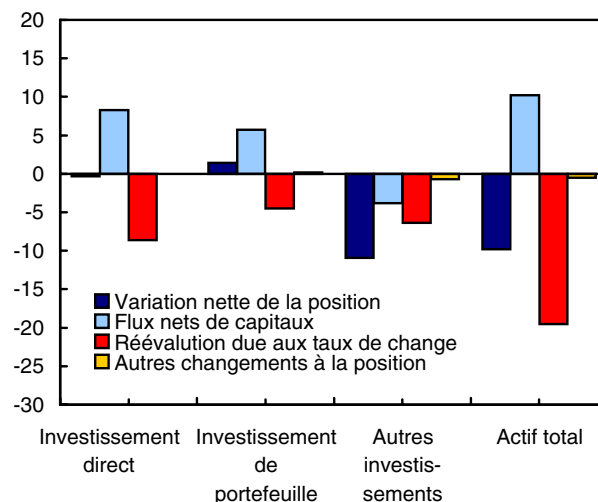 20
15
10
5
0
-5
-10
-15
-20
-25
-30
Variation nette de la position
Flux nets de capitaux
Réévalution due aux taux de change
Autres changements à la position
Investissement
direct
Investissement
de
portefeuille
Autres
investis-
sements
Actif total